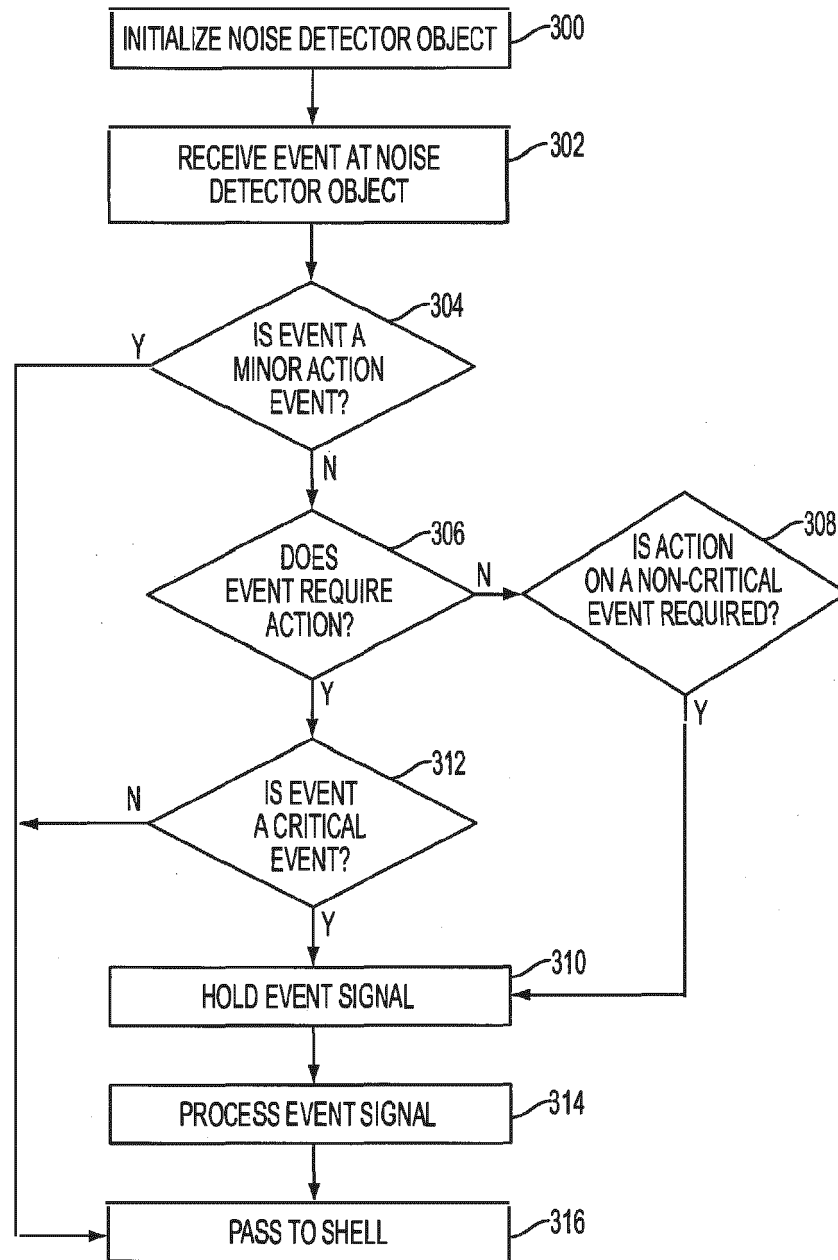 INITIALIZE NOISE DETECTOR OBJECT
300
RECEIVE EVENT AT NOISE
DETECTOR OBJECT
302
304
IS EVENT A
MINOR ACTION
EVENT?
Y
N
306
DOES
EVENT REQUIRE
ACTION?
N
308
IS ACTION
ON A NON-CRITICAL
EVENT REQUIRED?
Y
Y
312
IS EVENT
A CRITICAL
EVENT?
N
Y
310
HOLD EVENT SIGNAL
PROCESS EVENT SIGNAL
314
PASS TO SHELL
316